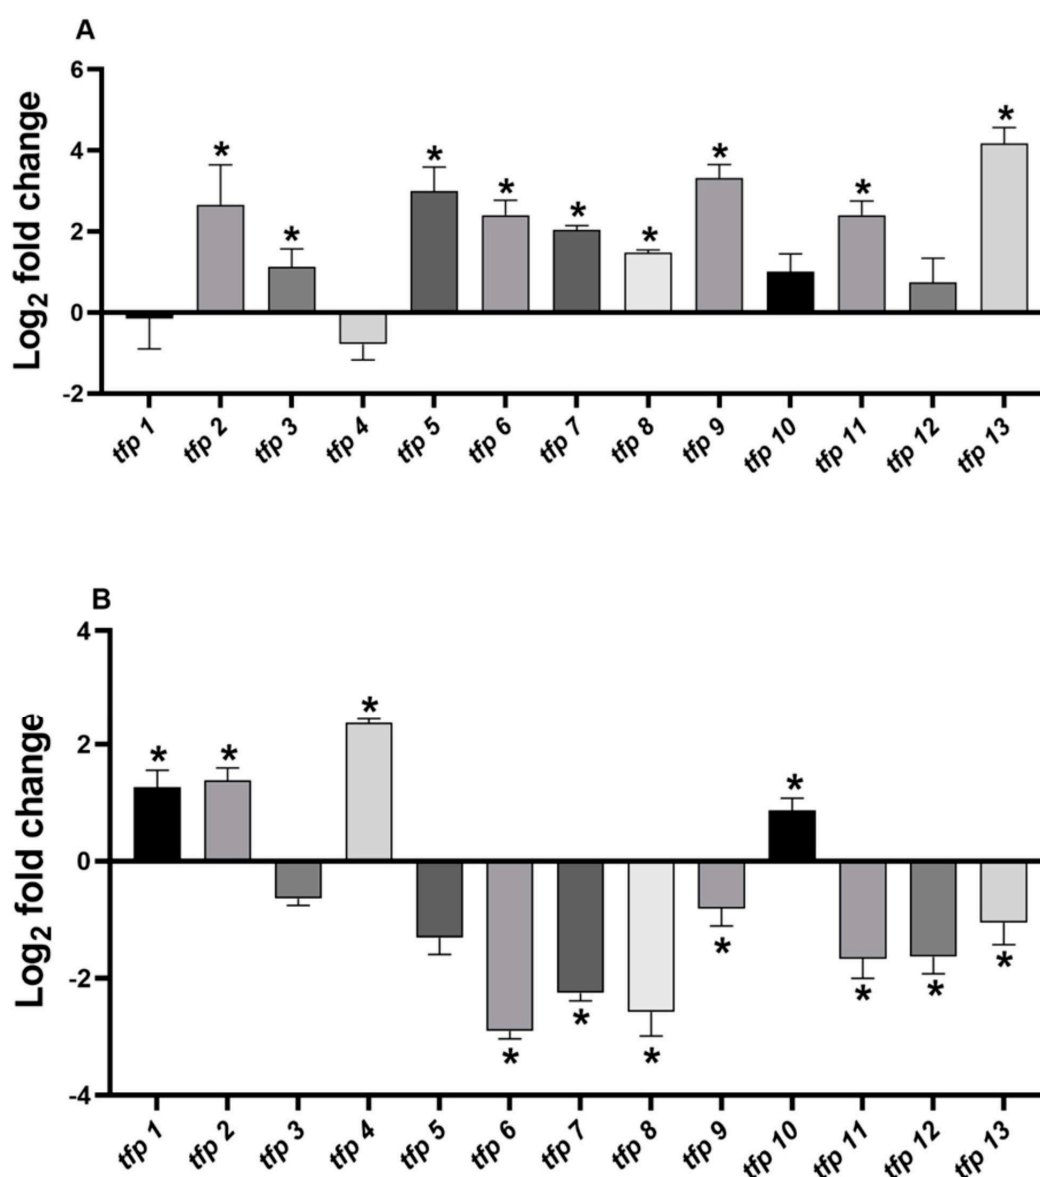 A
Log2 fold change
6
4
2
0
-2
*
*
*
*
*
*
*
*
*
*
tfp 1
tfp 2
tfp 3
tfp 4
tfp 5
tfp 6
tfp 7
tfp 8
tfp 9
tfp 10
tfp 11
tfp 12
tfp 13
B
Log2 fold change
4
2
0
-2
-4
*
*
*
*
*
*
*
*
*
*
*
tfp 1
tfp 2
tfp 3
tfp 4
tfp 5
tfp 6
tfp 7
tfp 8
tfp 9
tfp 10
tfp 11
tfp 12
tfp 13